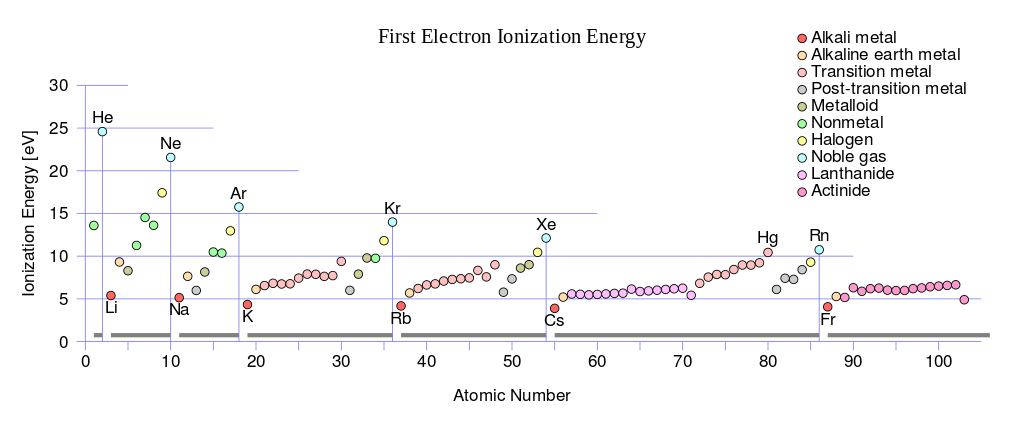 First Electron Ionization Energy
Alkali metal
Alkaline earth metal
Transition metal
Post-transition metal
Metalloid
Nonmetal
Halogen
Noble gas
Lanthanide
Actinide
Ionization Energy [eV]
30
25
20
15
10
5
0
He
Ne
Ar
Kr
Xe
Hg
Rn
Li
Na
K
Rb
Cs
Fr
0 10 20 30 40 50 60 70 80 90 100
Atomic Number